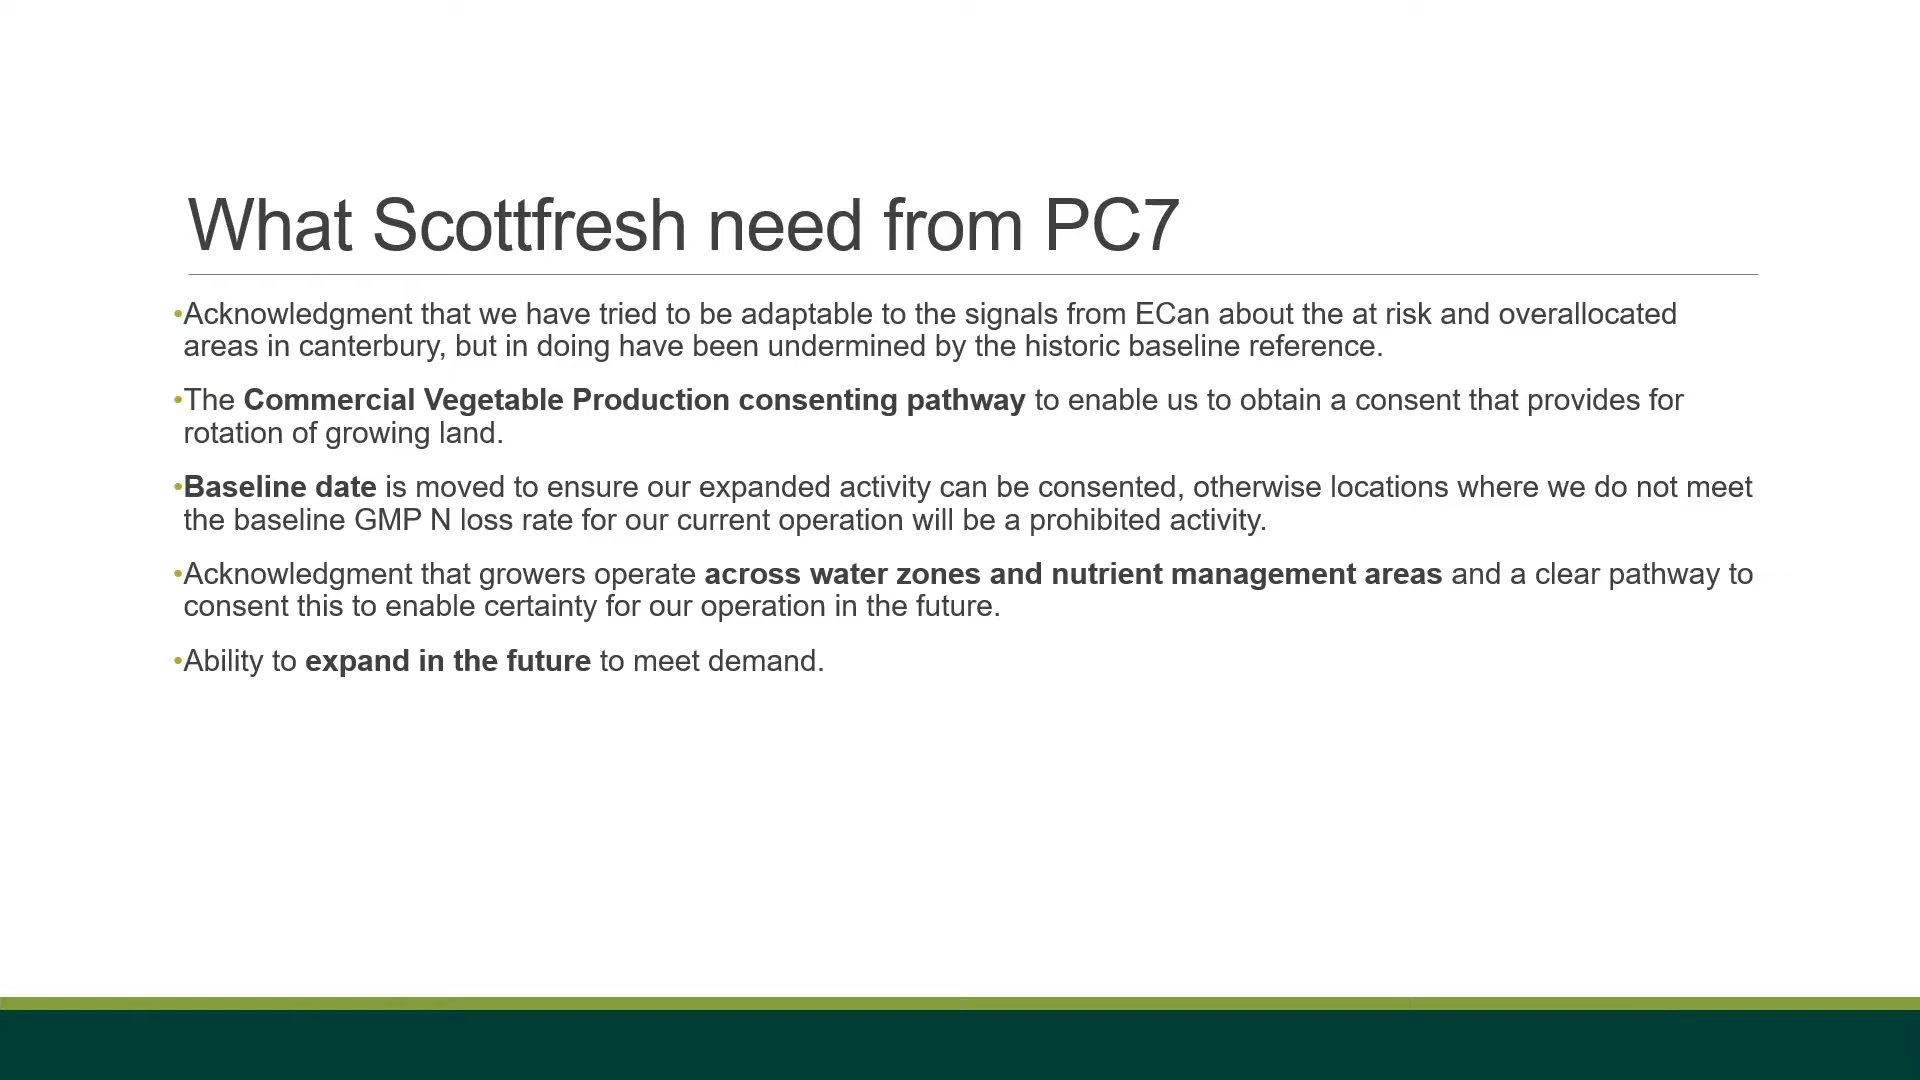 What Scottfresh need from PC7
•Acknowledgment that we have tried to be adaptable to the signals from ECan about the at risk and overallocated
areas in canterbury, but in doing have been undermined by the historic baseline reference.
•The Commercial Vegetable Production consenting pathway to enable us to obtain a consent that provides for
rotation of growing land.
•Baseline date is moved to ensure our expanded activity can be consented, otherwise locations where we do not meet
the baseline GMP N loss rate for our current operation will be a prohibited activity.
•Acknowledgment that growers operate across water zones and nutrient management areas and a clear pathway to
consent this to enable certainty for our operation in the future.
•Ability to expand in the future to meet demand.